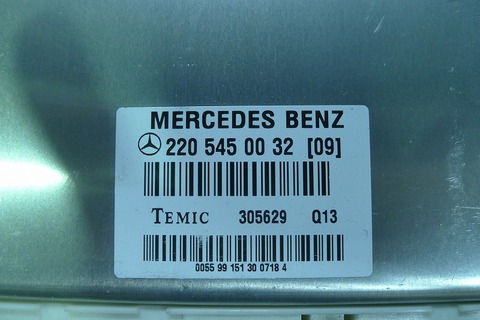 MERCEDES BENZ
220 545 00 32 [09]
TEMIC 305629 Q13
0055 99 151 30 0718 4